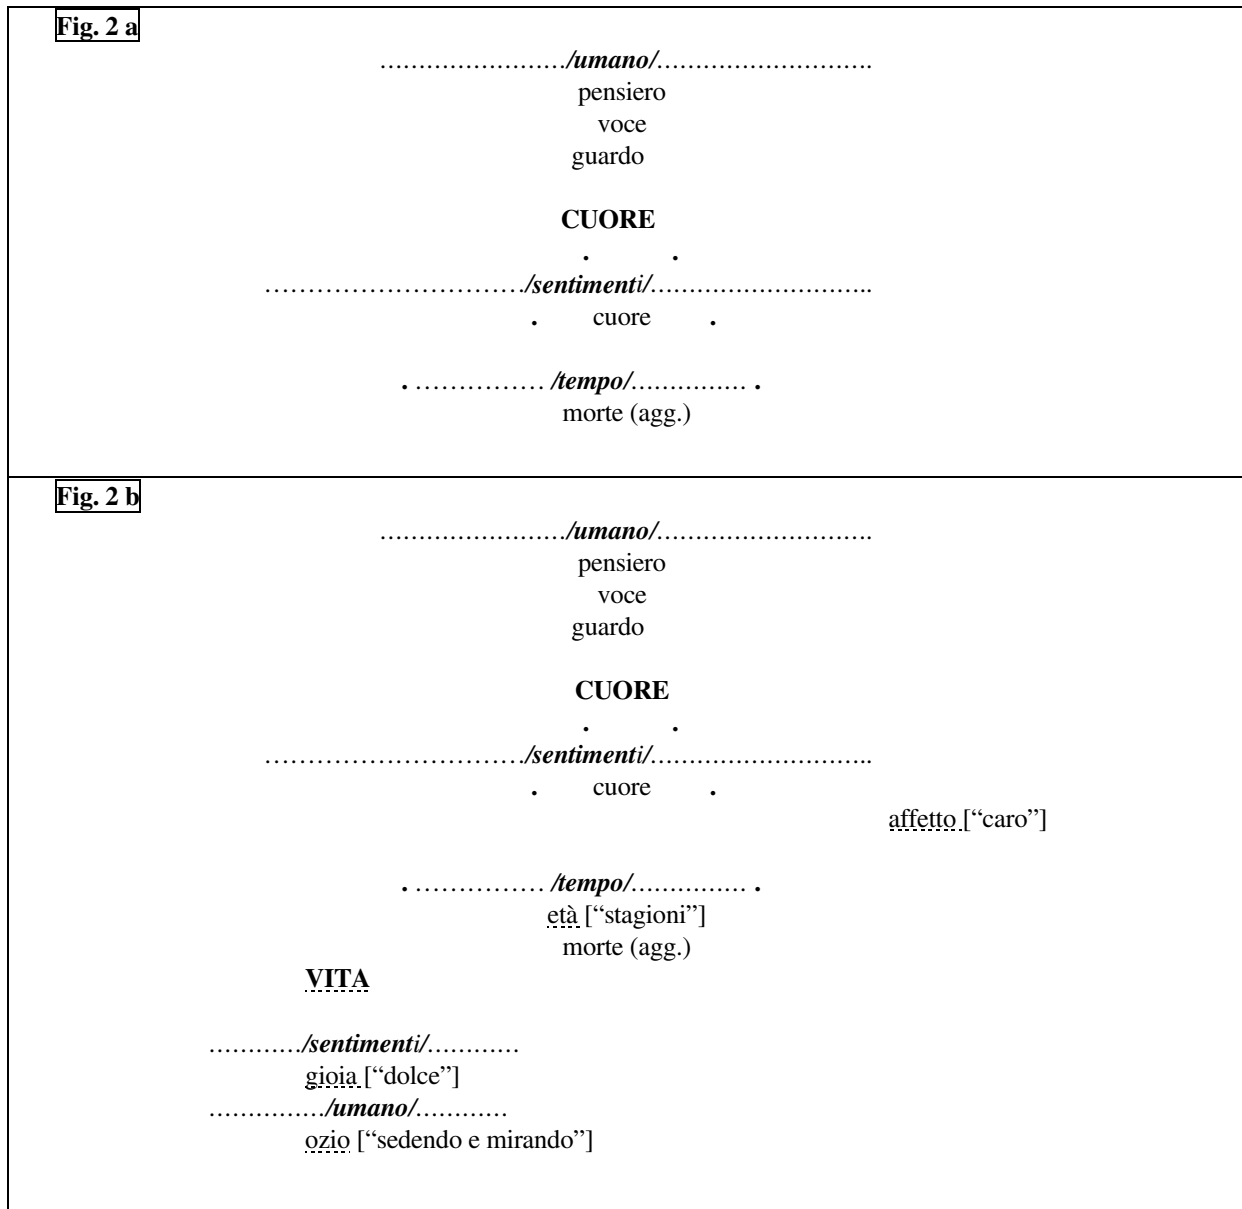 Fig. 2 a
........................./umano/............................
pensiero
voce
guardo
CUORE
. .
............................../sentimenti/............................
. cuore .
. ............... /tempo/............... .
morte (agg.)
Fig. 2 b
........................./umano/............................
pensiero
voce
guardo
CUORE
. .
............................../sentimenti/............................
. cuore .
affetto [“caro”]
. ............... /tempo/............... .
età [“stagioni”]
morte (agg.)
VITA
............/sentimenti/............
gioia [“dolce”]
.............../umano/............
ozio [“sedendo e mirando”]